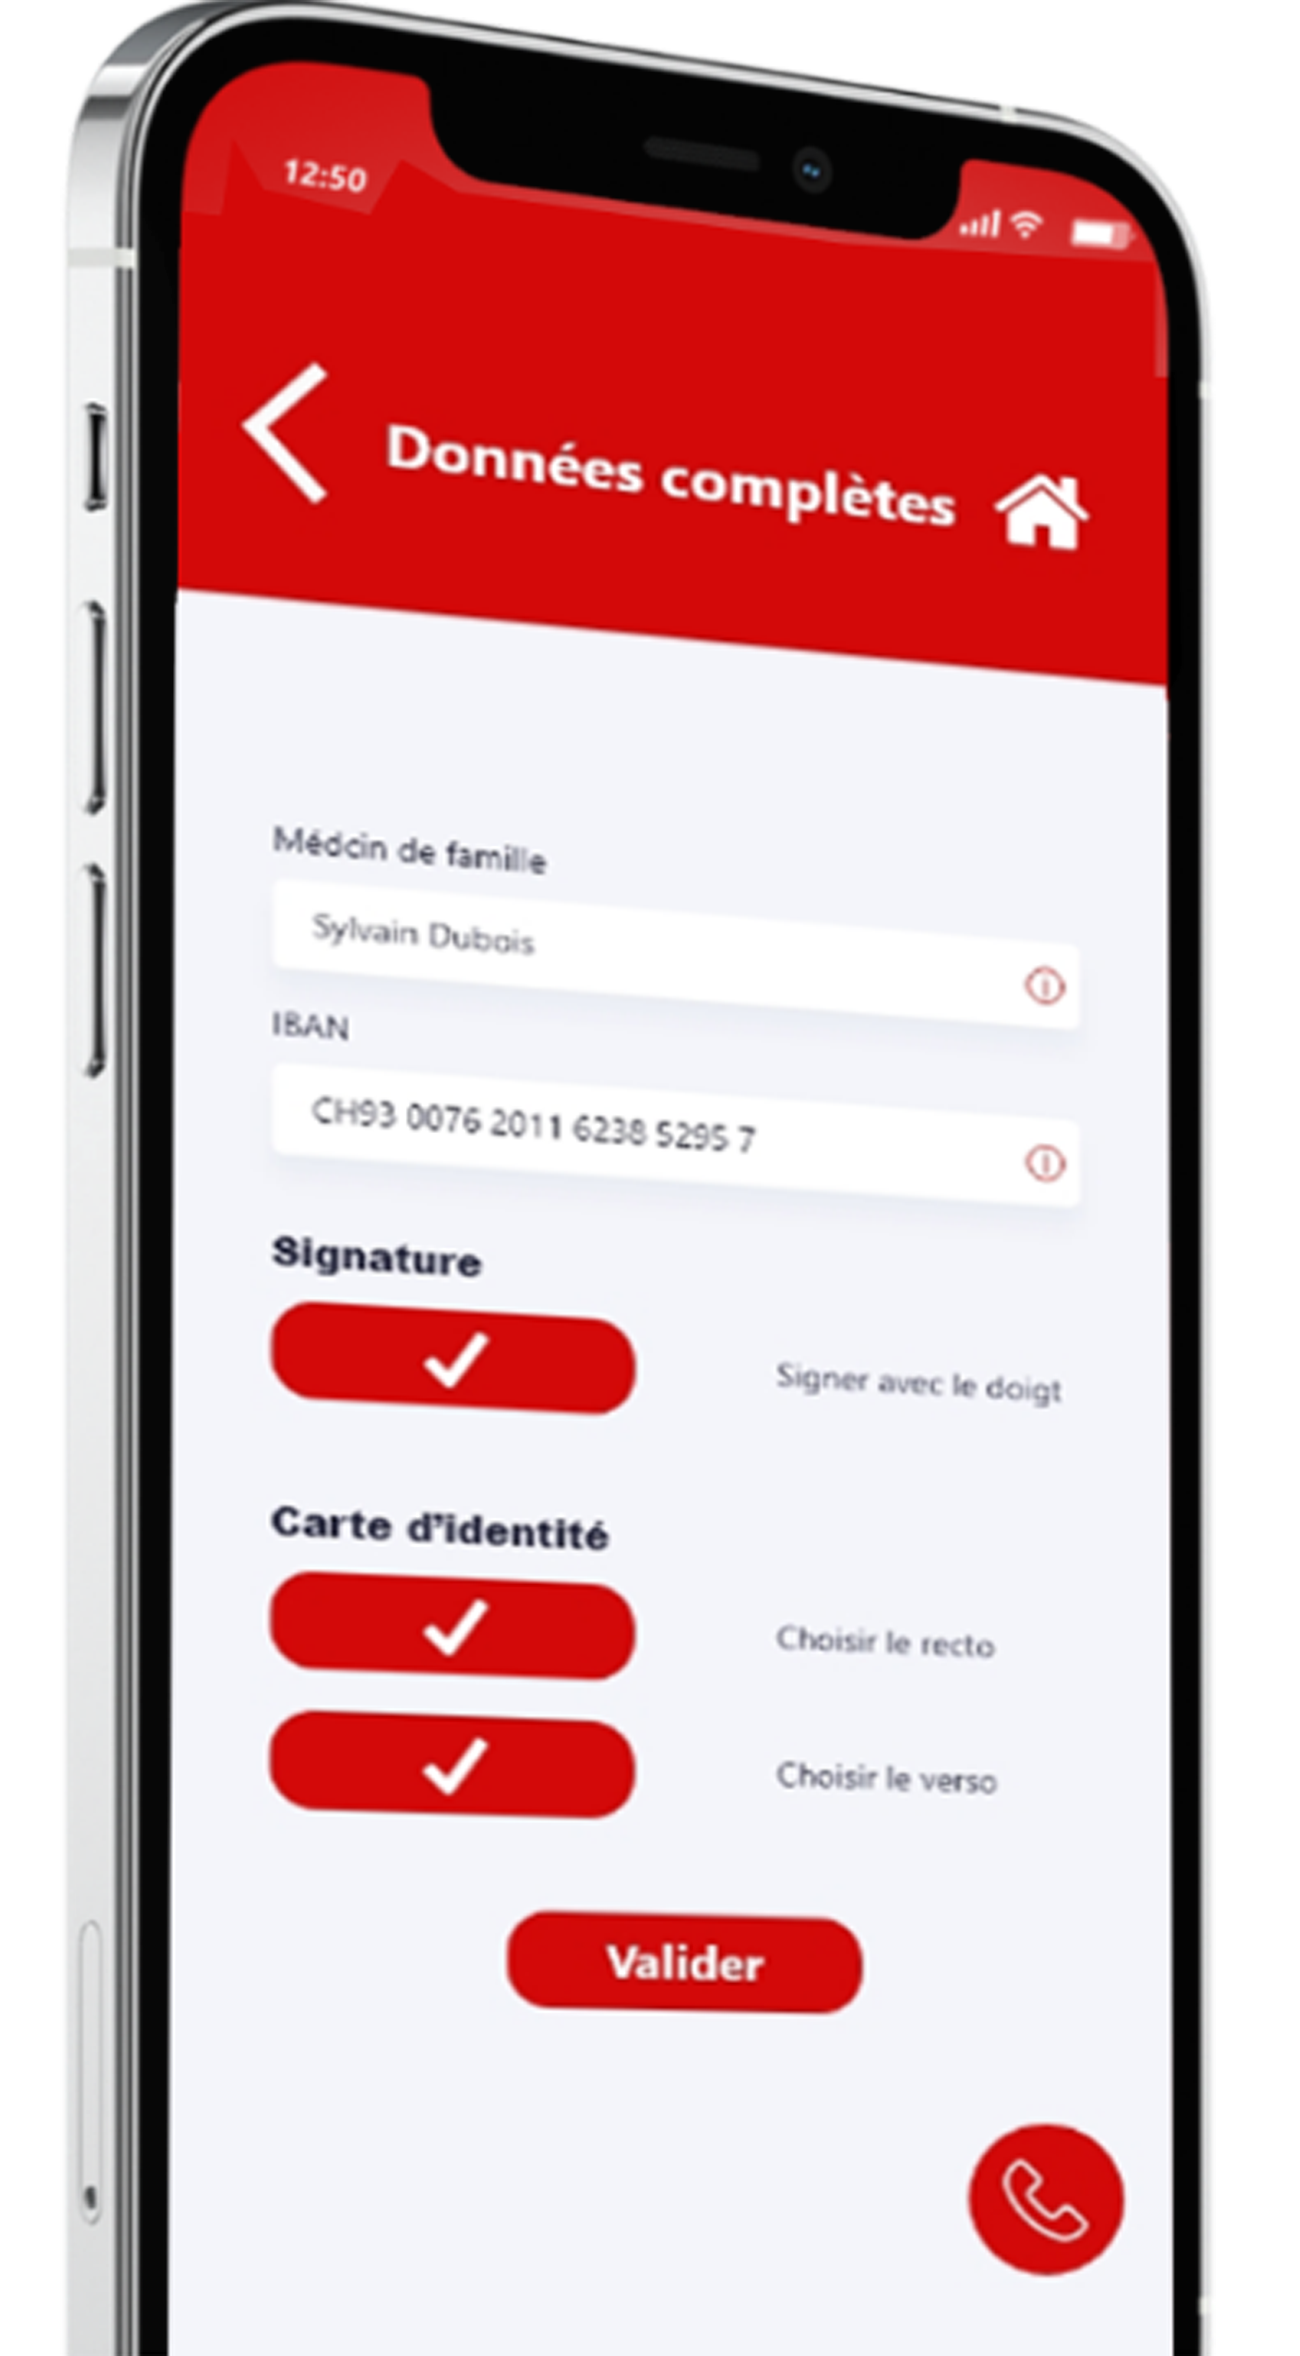 12:50
Données complètes
Médcin de famille
Sylvain Dubois
IBAN
CH93 0076 2011 6238 5295 7
Signature
Signer avec le doigt
Carte d'identité
Choisir le recto
Choisir le verso
Valider